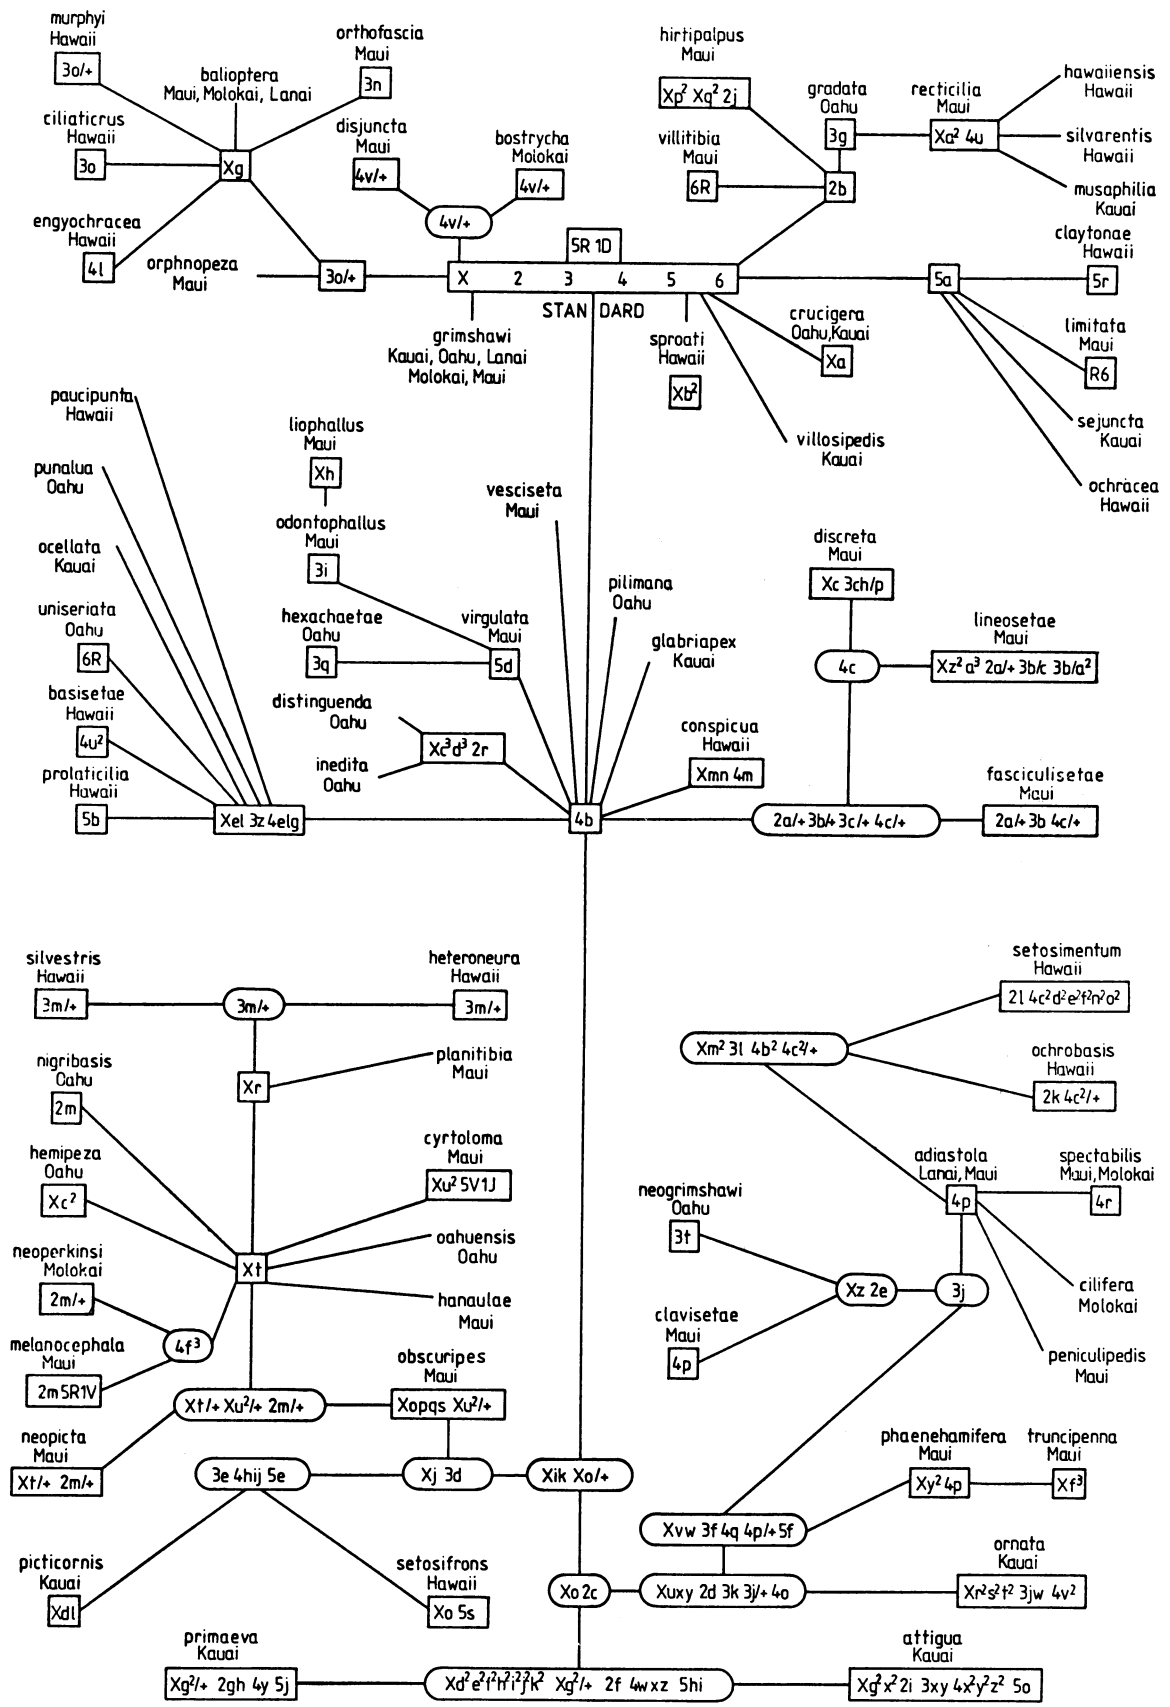 murphyi
Hawaii
3o/+
orthofascia
Maui
3n
balioptera
Maui, Molokai, Lanai
ciliaticrus
Hawaii
3o
Xg
disjuncta
Maui
4v/+
bostrycha
Molokai
4v/+
4v/+
engyochracea
Hawaii
4l
orphnopeza
Maui
3o/+
hirtipalpus
Maui
Xp² Xq² 2j
gradata
Oahu
3g
recticilia
Maui
Xa² 4u
hawaiiensis
Hawaii
silvarentis
Hawaii
musaphilia
Kauai
villitibia
Maui
6R
2b
5R 1D
X 2 3 4 5 6
STANDARD
claytonae
Hawaii
5a
5r
limitata
Maui
R6
sejuncta
Kauai
ochracea
Hawaii
grimshawi
Kauai, Oahu, Lanai
Molokai, Maui
sproati
Hawaii
Xb²
crucigera
Oahu,Kauai
Xa
villosipedis
Kauai
paucipunta
Hawaii
punalua
Oahu
ocellata
Kauai
uniseriata
Oahu
6R
basisetae
Hawaii
4u²
prolaticilia
Hawaii
5b
Xel 3z 4elg
liophallus
Maui
Xh
odontophallus
Maui
3i
hexachaetae
Oahu
3q
virgulata
Maui
5d
distinguenda
Oahu
Xc³d³ 2r
inedita
Oahu
vesciseta
Maui
pilimana
Oahu
glabriapex
Kauai
conspicua
Hawaii
Xmn 4m
4b
discreta
Maui
Xc 3ch/p
4c
lineosetae
Maui
Xz² a³ 2a/+ 3b/c 3b/a²
2a/+ 3b/+ 3c/+ 4c/+
fasciculisetae
Maui
2a/+ 3b 4c/+
silvestris
Hawaii
3m/+
3m/+
heteroneura
Hawaii
3m/+
Xr
planitibia
Maui
nigribasis
Oahu
2m
hemipeza
Oahu
Xc²
cyrtoloma
Maui
Xu² 5V1J
Xt
oahuensis
Oahu
hanaulae
Maui
neoperkinsi
Molokai
2m/+
4f³
melanocephala
Maui
2m5R1V
Xt/+ Xu²/+ 2m/+
obscuripes
Maui
Xopqs Xu²/+
neopicta
Maui
Xt/+ 2m/+
3e 4hij 5e
Xj 3d
Xik Xo/+
picticornis
Kauai
Xdl
setosifrons
Hawaii
Xo 5s
setosimentum
Hawaii
2l 4c²d²e²f²n²o²
Xm² 3l 4b² 4c²/+
ochrobasis
Hawaii
2k 4c²/+
adiastola
Lanai, Maui
4p
spectabilis
Maui, Molokai
4r
cilifera
Molokai
peniculipedis
Maui
neogrimshawi
Oahu
3t
Xz 2e
3j
clavisetae
Maui
4p
phaenehamifera
Maui
Xy² 4p
truncipenna
Maui
Xf³
Xvw 3f 4q 4p/+ 5f
Xo 2c
Xuxy 2d 3k 3j/+ 4o
ornata
Kauai
Xr²s²t² 3jw 4v²
primaeva
Kauai
Xg²/+ 2gh 4y 5j
Xd²e²f²h²i²j²k² Xg²/+ 2f 4wxz 5hi
attigua
Kauai
Xg²x² 2i 3xy 4x²y²z² 5o